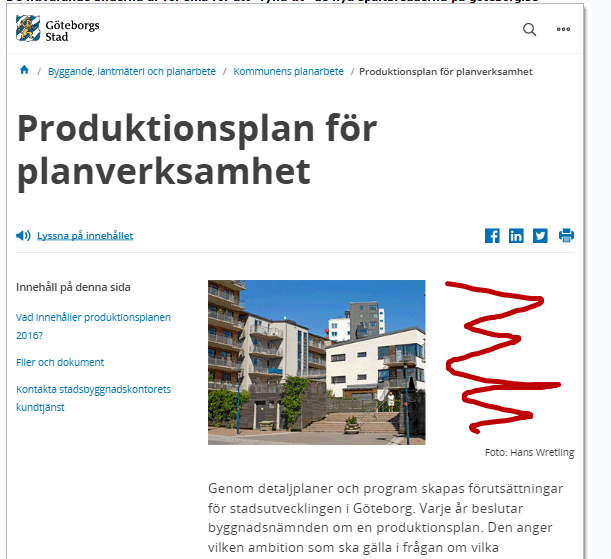 Göteborgs
Stad
/ Byggande, lantmäteri och planarbete / Kommunens planarbete / Produktionsplan för planverksamhet
Produktionsplan för
planverksamhet
Lyssna på innehållet
Innehåll på denna sida
Vad innehåller produktionsplanen
2016?
Filer och dokument
Kontakta stadsbyggnadskontorets
kundtjänst
Foto: Hans Wretling
Genom detaljplaner och program skapas förutsättningar
för stadsutvecklingen i Göteborg. Varje år beslutar
byggnadsnämnden om en produktionsplan. Den anger
vilken ambition som ska gälla i frågan om vilka